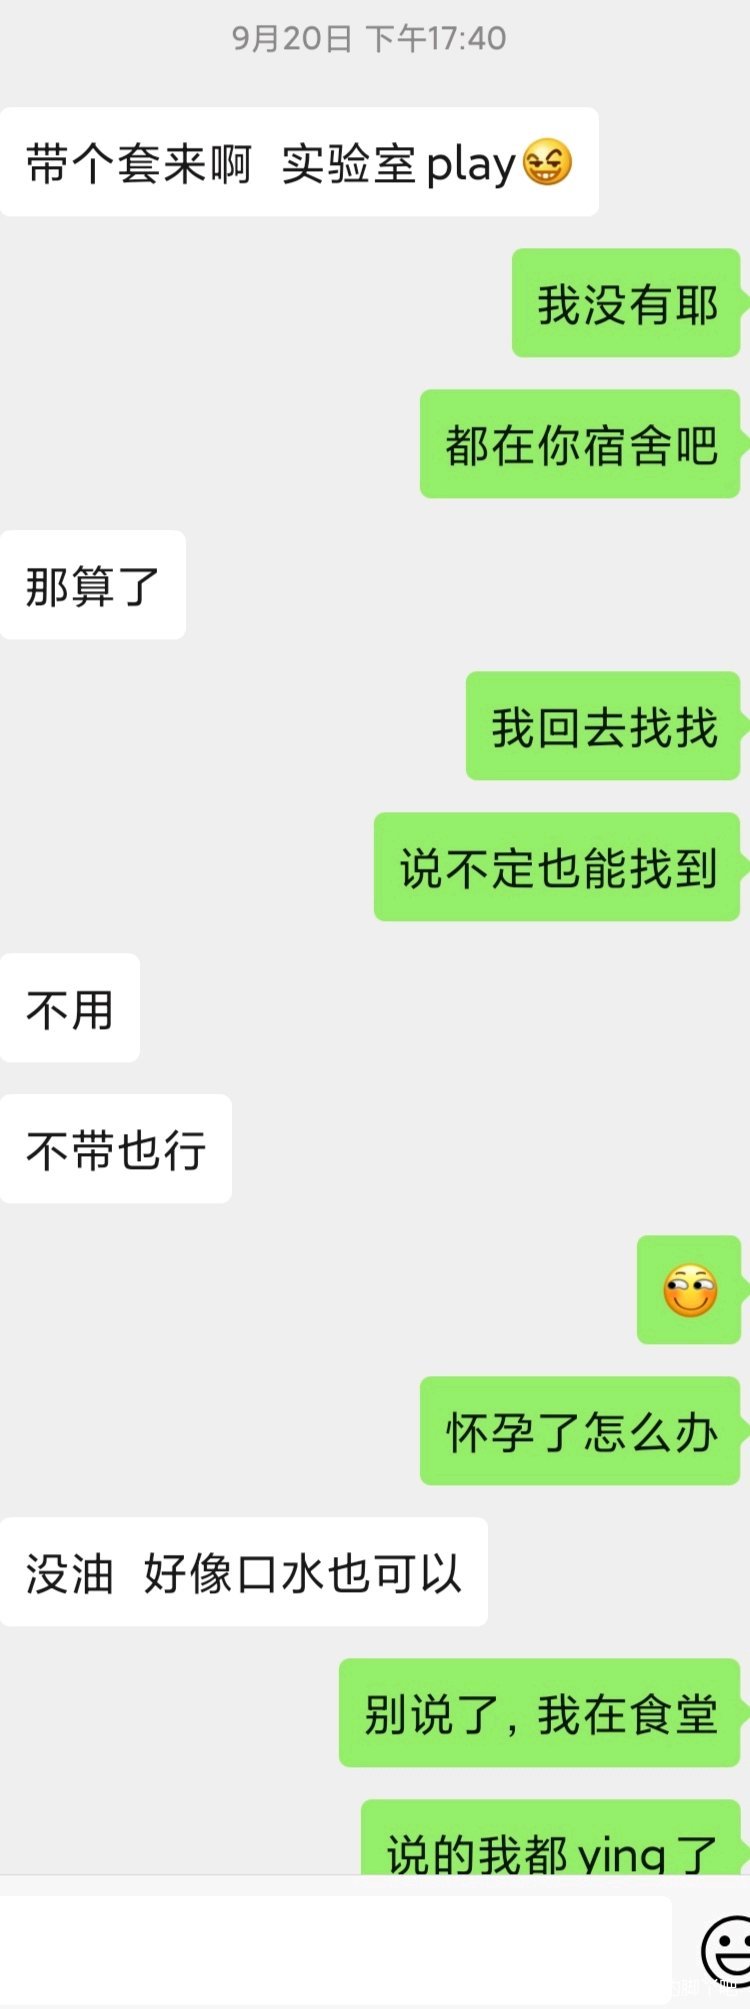 9月20日 下午17:40
带个套来啊 实验室play
我没有耶
都在你宿舍吧
那算了
我回去找找
说不定也能找到
不用
不带也行
怀孕了怎么办
没油 好像口水也可以
别说了，我在食堂
说的我都ying了